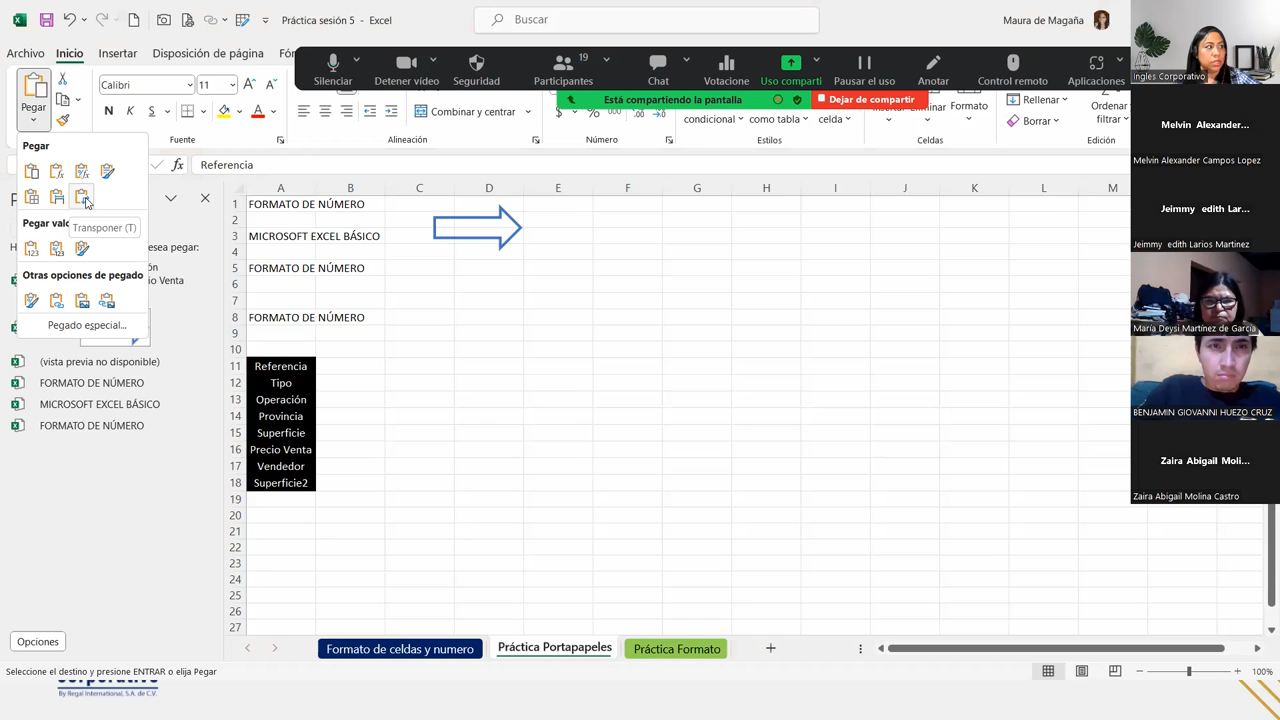 Práctica sesión 5 - Excel
Buscar
Maura de Magaña
Archivo
Inicio
Insertar
Disposición de página
Silenciar
Detener video
Seguridad
Participantes
19
Chat
Votacione
Uso comparti
Pausar el uso
Anotar
Control remoto
Aplicaciones
Está compartiendo la pantalla
Dejar de compartir
Pegar
Calibri
11
N K S
Combinar y centrar
Rellenar
Borrar
condicional
como tabla
celda
Formato
Ordenar
filtrar
Fuente
Alineación
Número
Estilos
Celdas
Edición
Referencia
Pegar
Transponer (T)
Otras opciones de pegado
Pegado especial...
io Venta
(vista previa no disponible)
FORMATO DE NÚMERO
MICROSOFT EXCEL BÁSICO
FORMATO DE NÚMERO
Opciones
A B C D E F G H I J K L M
1 FORMATO DE NÚMERO
2
3 MICROSOFT EXCEL BÁSICO
4
5 FORMATO DE NÚMERO
6
7
8 FORMATO DE NÚMERO
9
10
11 Referencia
12 Tipo
13 Operación
14 Provincia
15 Superficie
16 Precio Venta
17 Vendedor
18 Superficie2
19
20
21
22
23
24
25
26
27
Formato de celdas y numero
Práctica Portapapeles
Práctica Formato
Seleccione el destino y presione ENTRAR o elija Pegar
100%
By Regal International, S.A. de C.V.
Ingles Corporativo
Melvin Alexander...
Melvin Alexander Campos Lopez
Jeimmy edith Lar...
Jeimmy edith Larios Martinez
María Deysi Martínez de García
BENJAMIN GIOVANNI HUEZO CRUZ
Zaira Abigail Moli...
Zaira Abigail Molina Castro